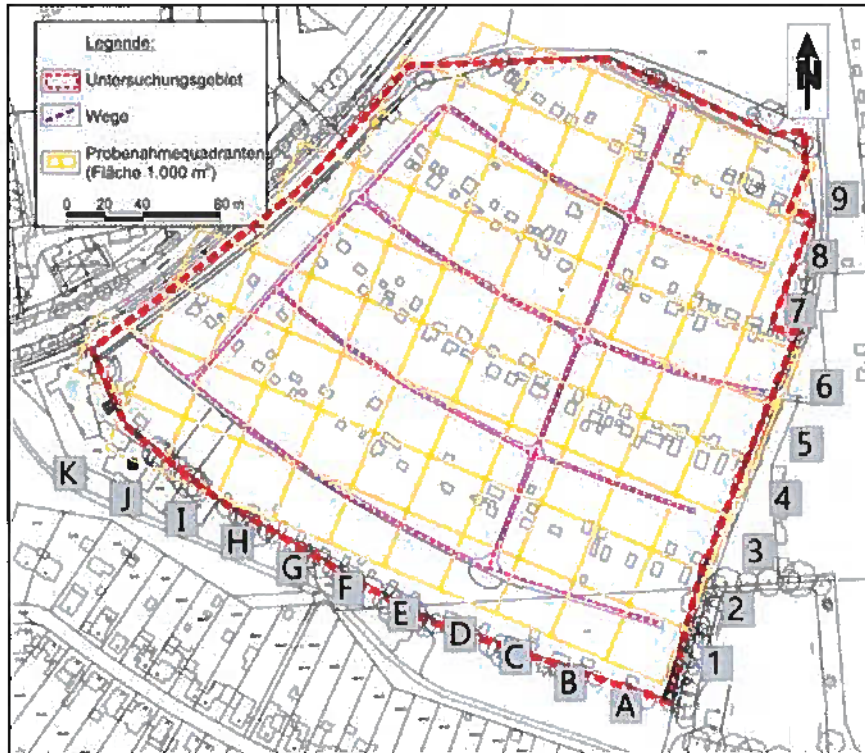 Legende:
Untersuchungsgebiet
Wege
Probenahmequadranten
(Fläche 1.000 m²)
0 20 40 80 m
N
9
8
7
6
5
4
3
2
1
K
J
I
H
G
F
E
D
C
B
A